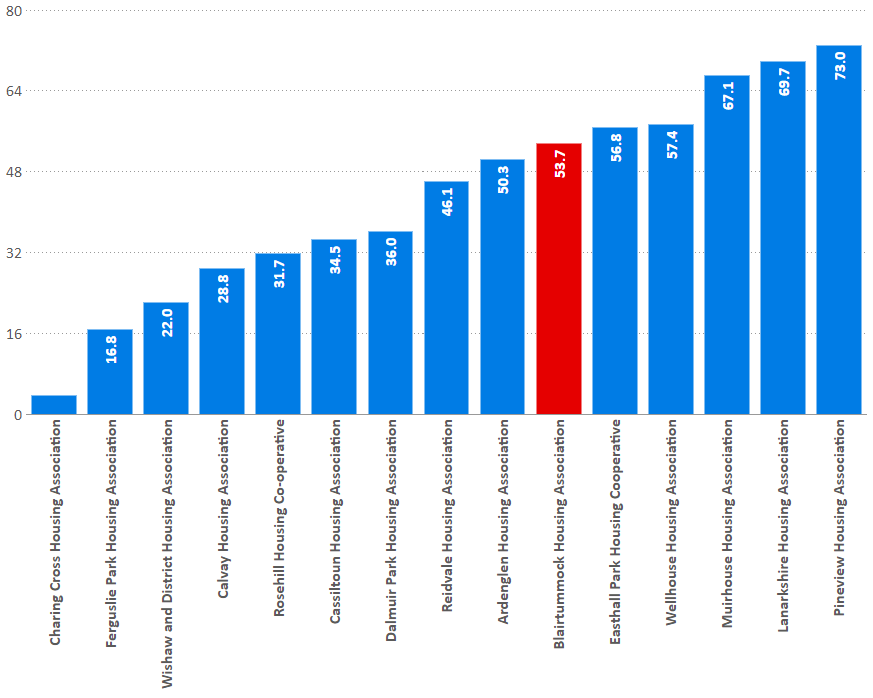 80
64
48
32
16
0
16.8
22.0
28.8
31.7
34.5
36.0
46.1
50.3
53.7
56.8
57.4
67.1
69.7
73.0
Charing Cross Housing Association
Ferguslie Park Housing Association
Wishaw and District Housing Association
Calvay Housing Association
Rosehill Housing Co-operative
Cassiltoun Housing Association
Dalmuir Park Housing Association
Reidvale Housing Association
Ardenglen Housing Association
Blairtummock Housing Association
Easthall Park Housing Cooperative
Wellhouse Housing Association
Muirhouse Housing Association
Lanarkshire Housing Association
Pineview Housing Association